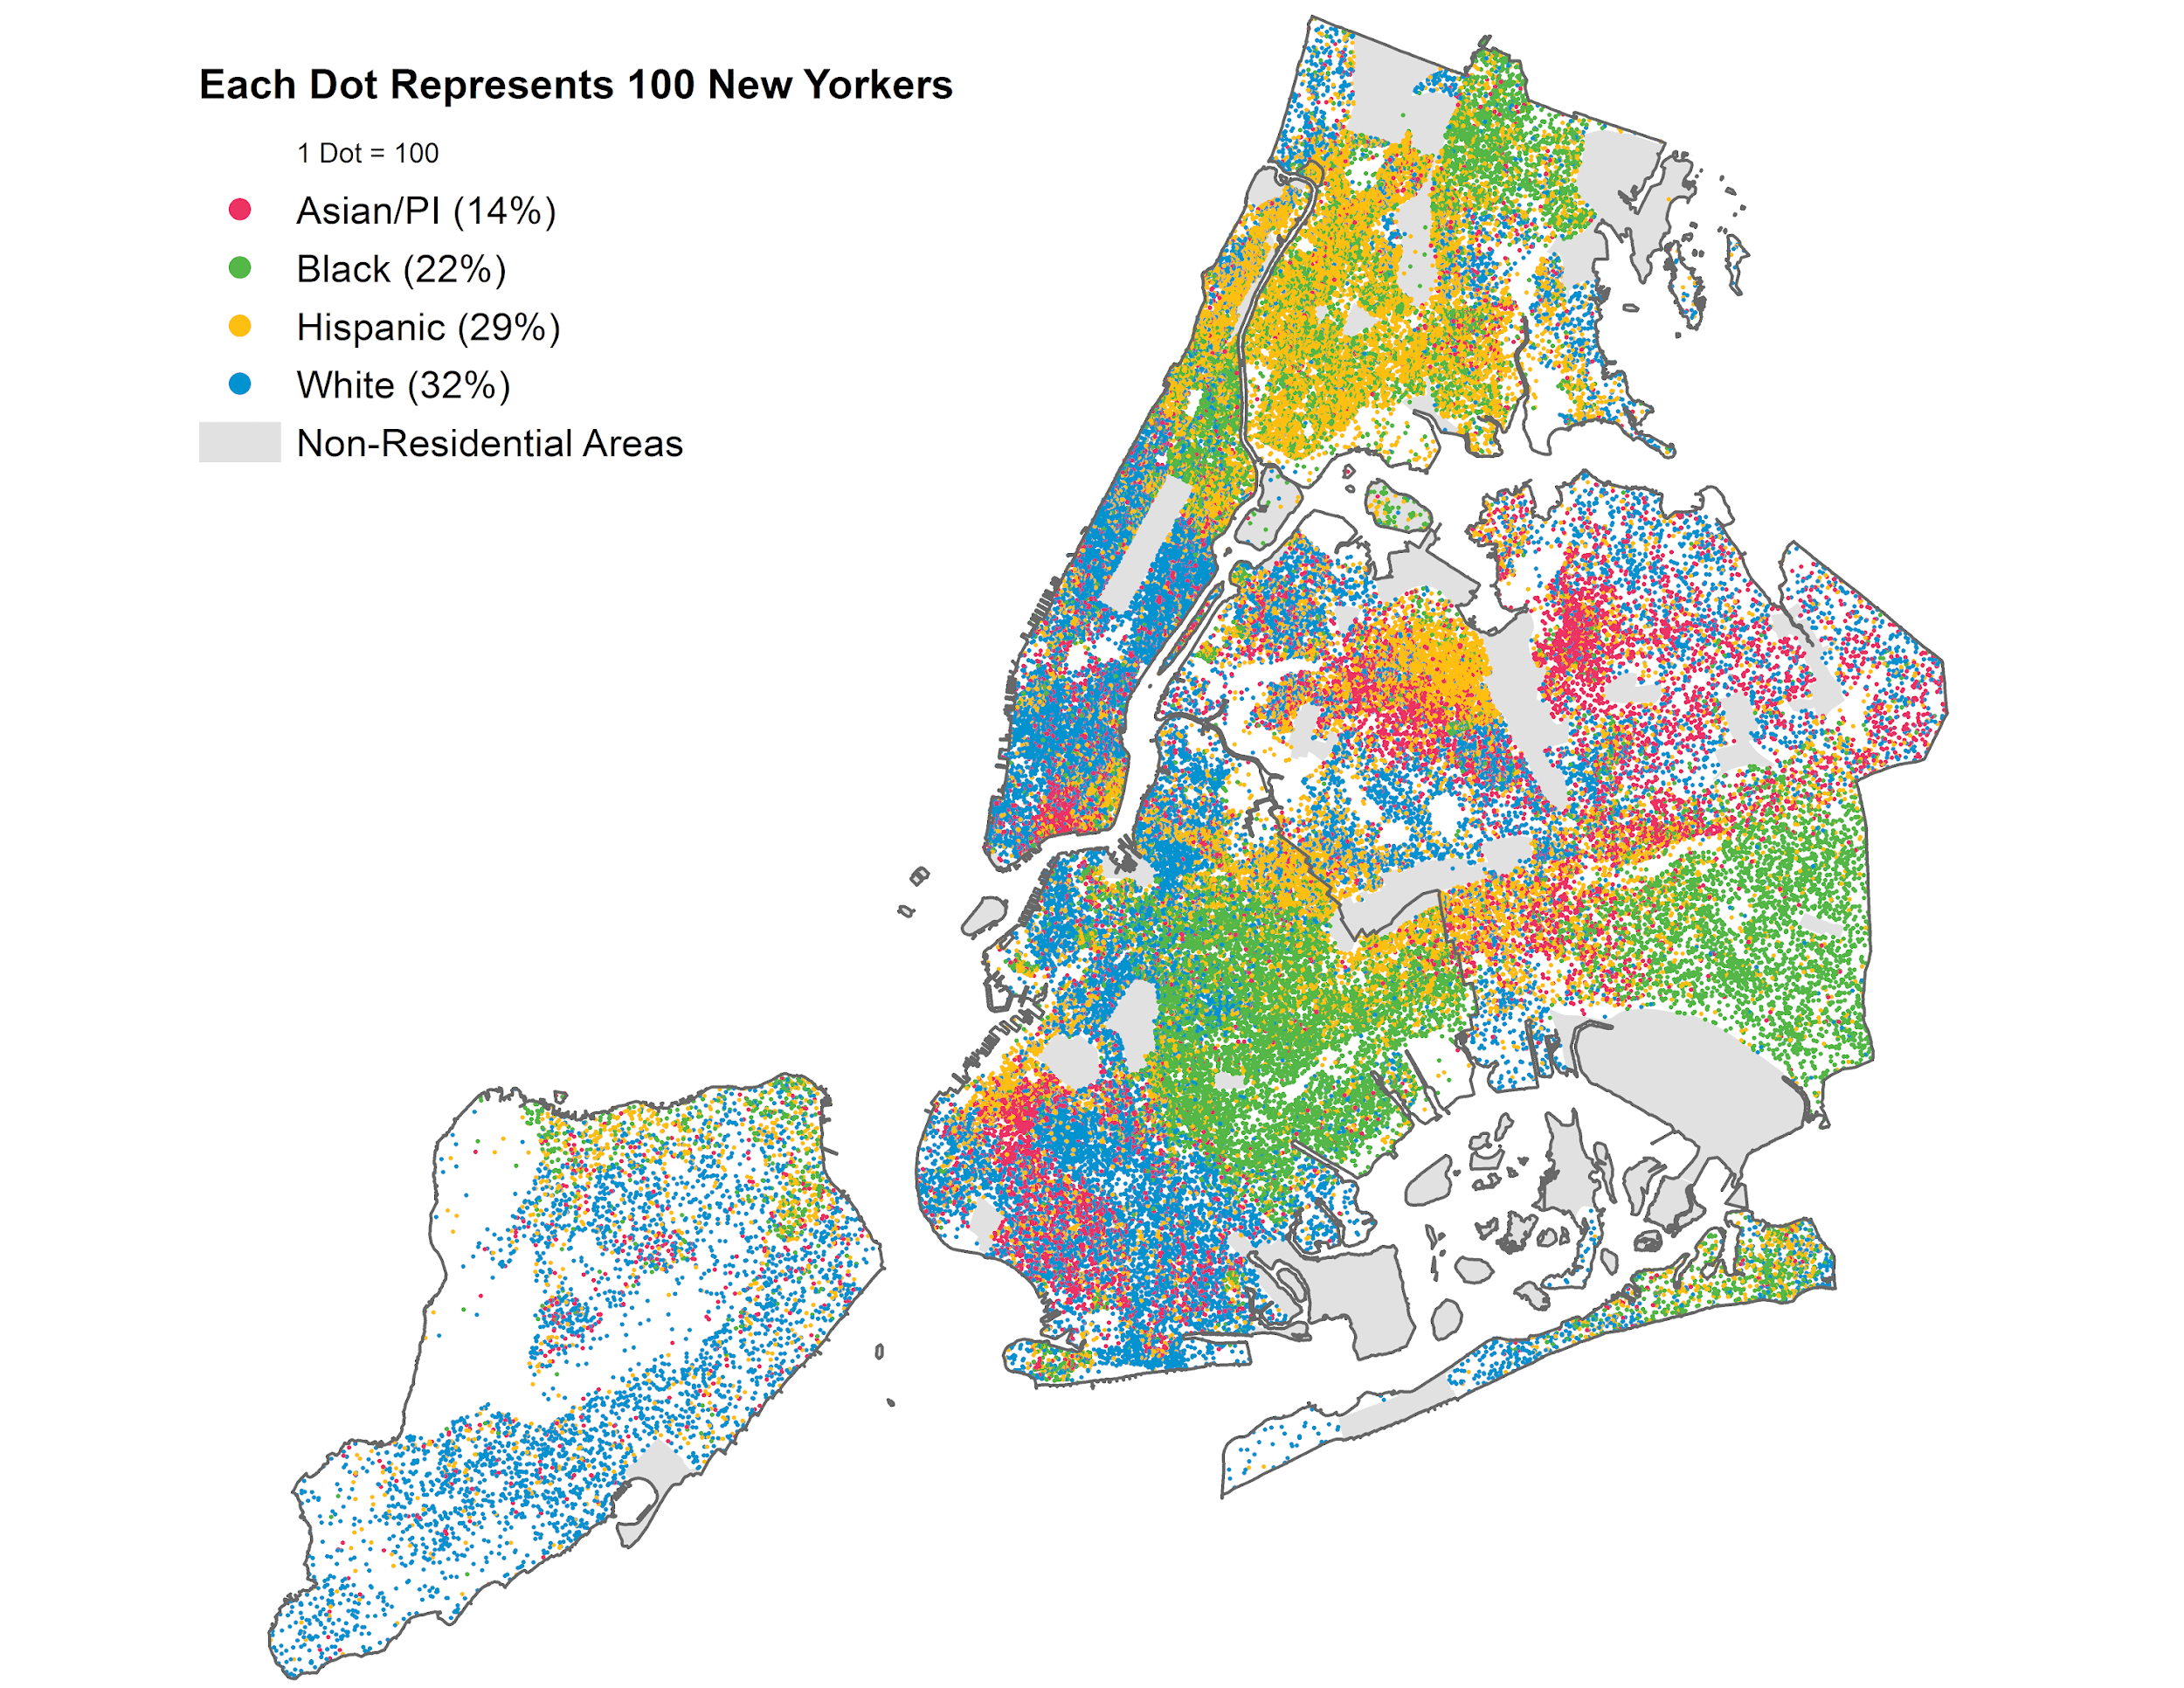 Each Dot Represents 100 New Yorkers
1 Dot = 100
Asian/PI (14%)
Black (22%)
Hispanic (29%)
White (32%)
Non-Residential Areas